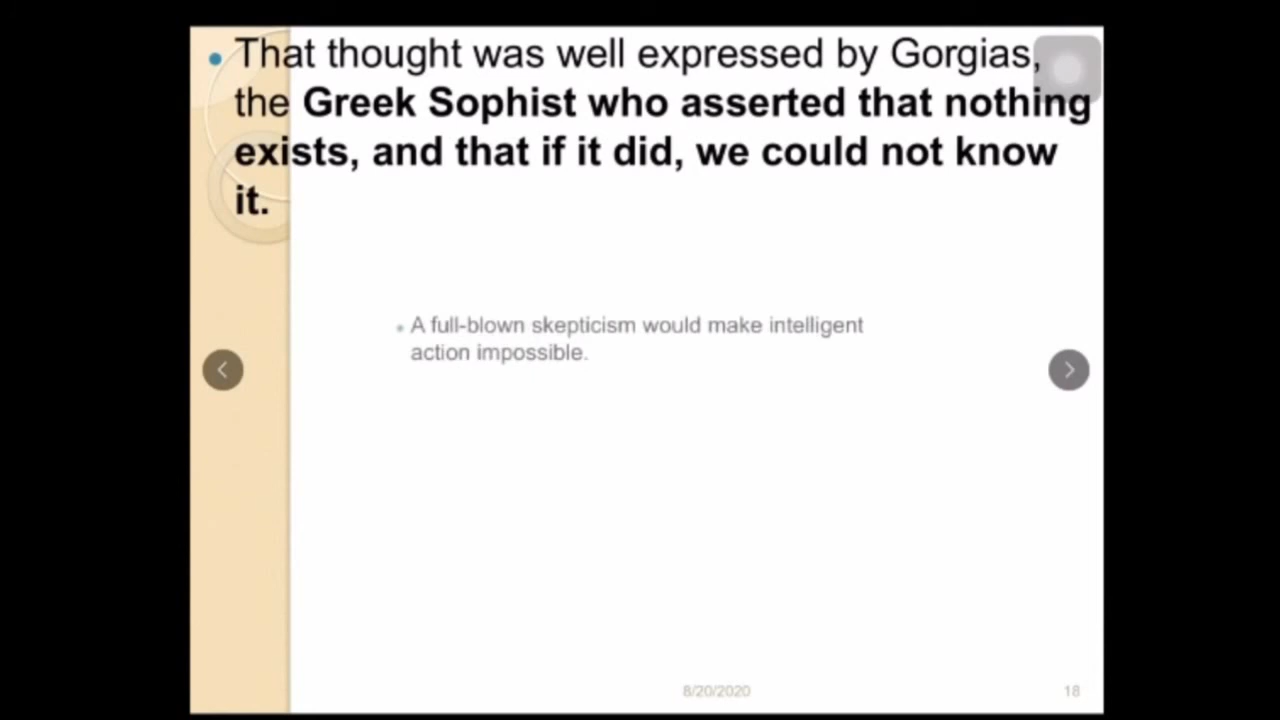 • That thought was well expressed by Gorgias,
the Greek Sophist who asserted that nothing
exists, and that if it did, we could not know
it.
• A full-blown skepticism would make intelligent
action impossible.
8/20/2020 18